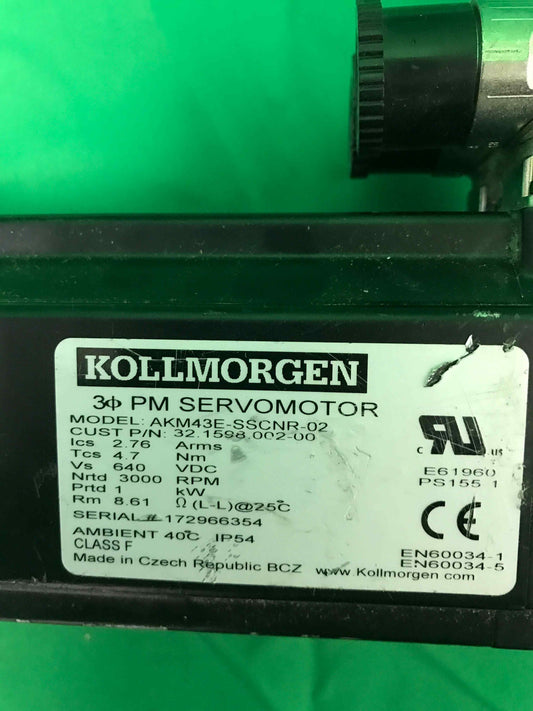 KOLLMORGEN
3ϕ PM SERVOMOTOR
MODEL: AKM43E-SSCNR-02
CUST P/N: 32.1598.002-00
Ics 2.76 Arms
Tcs 4.7 Nm
Vs 640 VDC
Nrtd 3000 RPM
Prtd 1 kW
Rm 8.61 Ω (L-L)@25C
SERIAL # 172966354
AMBIENT 40C IP54
CLASS F
Made in Czech Republic BCZ www.Kollmorgen.com
c RU us
E61960
PS155 1
CE
EN60034-1
EN60034-5